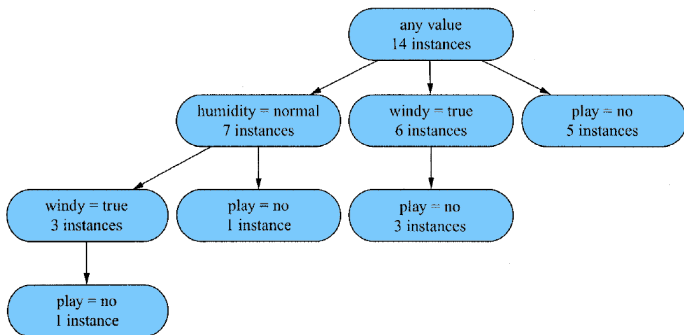 any value
14 instances
humidity = normal
7 instances
windy = true
6 instances
play = no
5 instances
windy = true
3 instances
play = no
1 instance
play = no
3 instances
play = no
1 instance